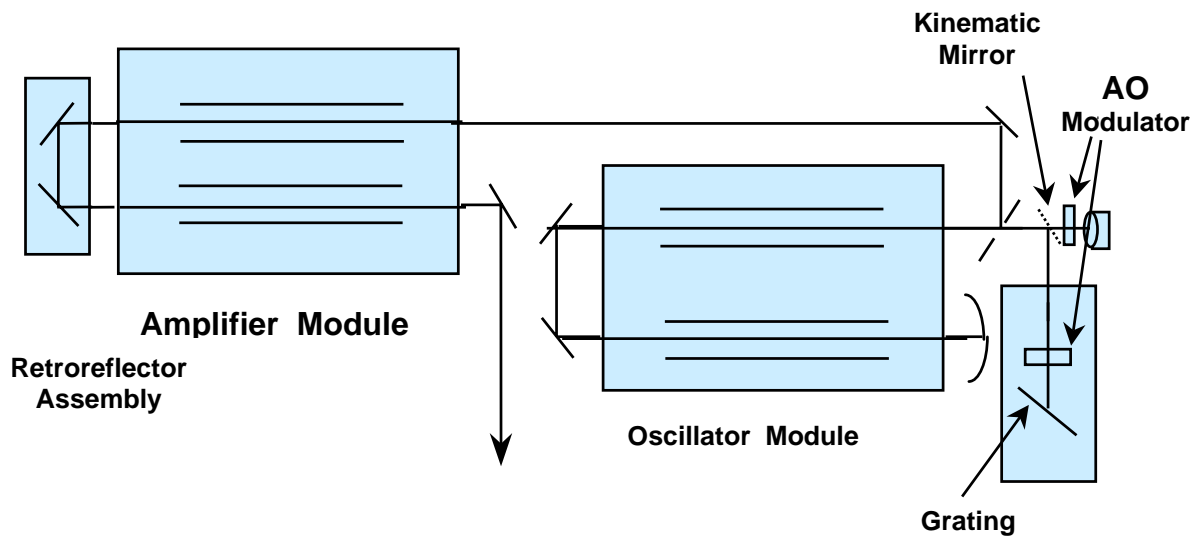 Kinematic
Mirror
AO
Modulator
Amplifier Module
Retroreflector
Assembly
Oscillator Module
Grating